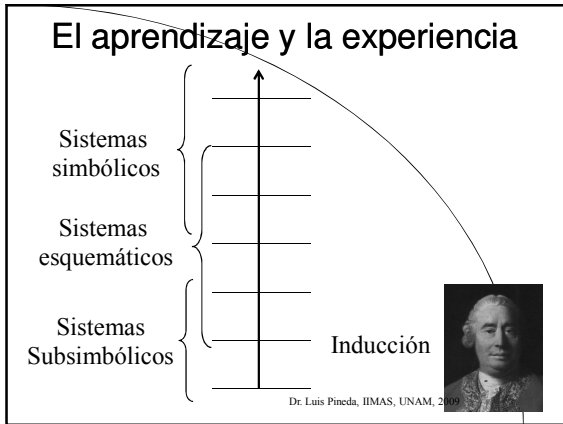 El aprendizaje y la experiencia
Sistemas
simbólicos
Sistemas
esquemáticos
Sistemas
Subsimbólicos
Inducción
Dr. Luis Pineda, IIMAS, UNAM, 2009